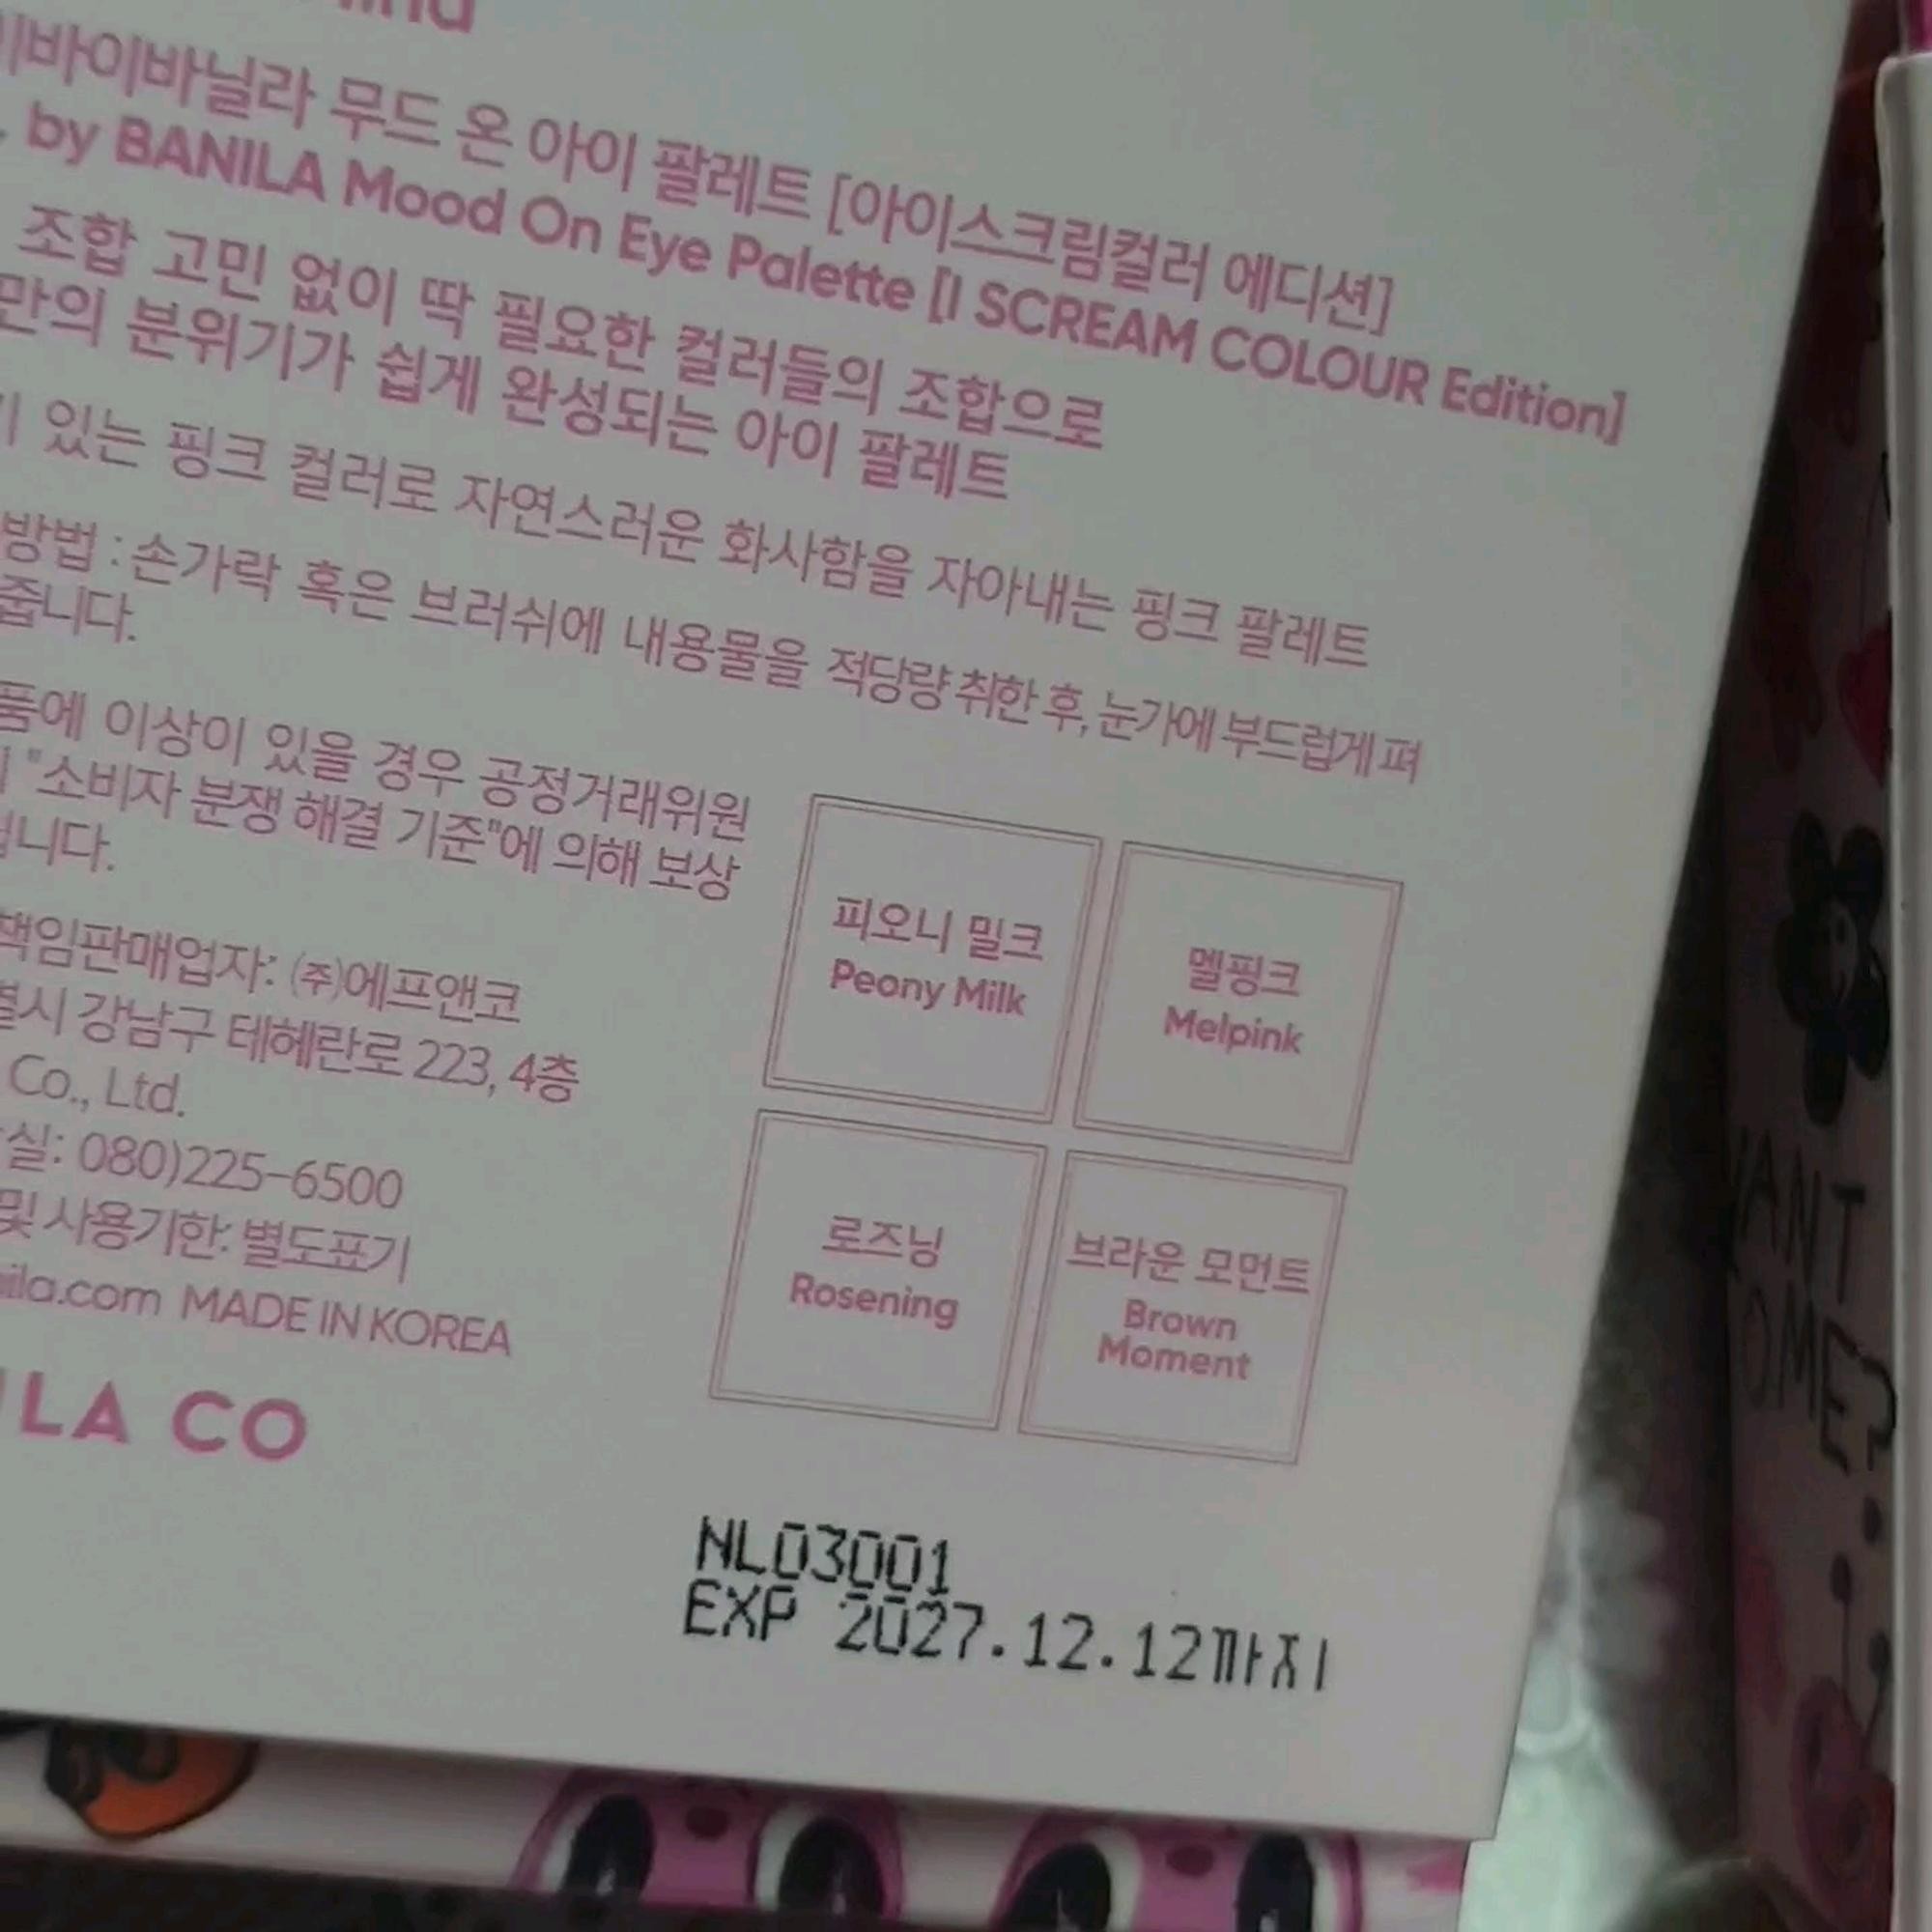 바이바닐라 무드 온 아이 팔레트 [아이스크림컬러 에디션]
by BANILA Mood On Eye Palette [I SCREAM COLOUR Edition]
조합 고민 없이 딱 필요한 컬러들의 조합으로
만의 분위기가 쉽게 완성되는 아이 팔레트
있는 핑크 컬러로 자연스러운 화사함을 자아내는 핑크 팔레트
방법 : 손가락 혹은 브러쉬에 내용물을 적당량 취한 후, 눈가에 부드럽게 펴
줍니다.
품에 이상이 있을 경우 공정거래위원
"소비자 분쟁 해결 기준"에 의해 보상
니다.
책임판매업자: (주)에프앤코
별시 강남구 테헤란로 223, 4층
Co., Ltd.
실: 080)225-6500
및 사용기한: 별도표기
ila.com MADE IN KOREA
ILA CO
피오니 밀크
Peony Milk
멜핑크
Melpink
로즈닝
Rosening
브라운 모먼트
Brown
Moment
NL03001
EXP 2027.12.12까지
ANT
OME?